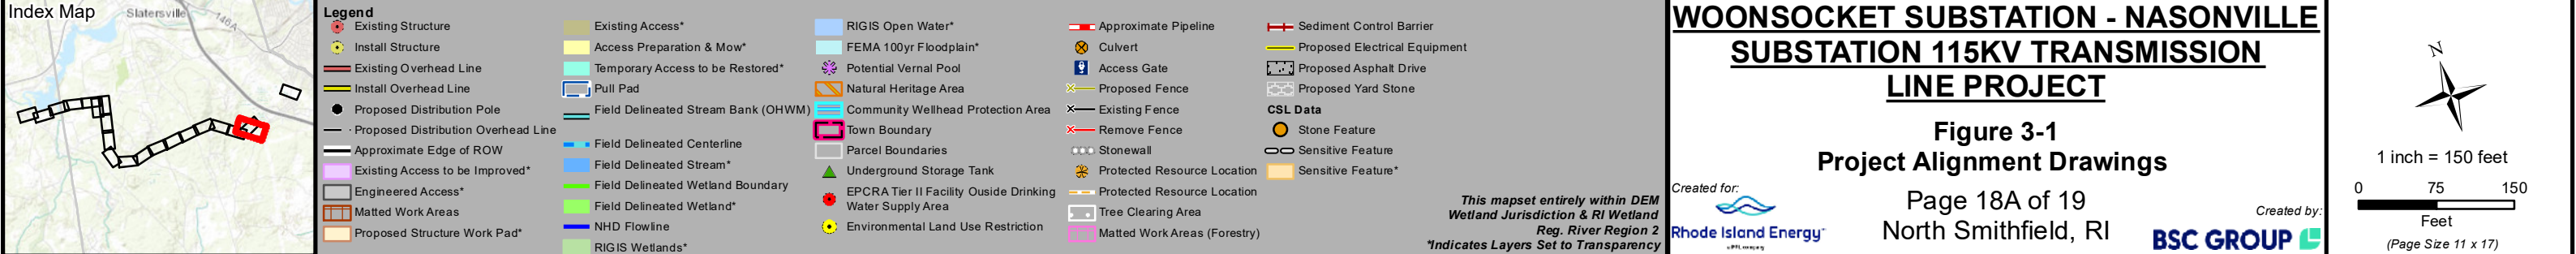 Index Map
Slatersville
146A
Legend
Existing Structure
Install Structure
Existing Overhead Line
Install Overhead Line
Proposed Distribution Pole
Proposed Distribution Overhead Line
Approximate Edge of ROW
Existing Access to be Improved*
Engineered Access*
Matted Work Areas
Proposed Structure Work Pad*
Existing Access*
Access Preparation & Mow*
Temporary Access to be Restored*
Pull Pad
Field Delineated Stream Bank (OHWM)
Field Delineated Centerline
Field Delineated Stream*
Field Delineated Wetland Boundary
Field Delineated Wetland*
NHD Flowline
RIGIS Wetlands*
RIGIS Open Water*
FEMA 100yr Floodplain*
Potential Vernal Pool
Natural Heritage Area
Community Wellhead Protection Area
Town Boundary
Parcel Boundaries
Underground Storage Tank
EPCRA Tier II Facility Ouside Drinking
Water Supply Area
Environmental Land Use Restriction
Approximate Pipeline
Culvert
Access Gate
Proposed Fence
Existing Fence
Remove Fence
Stonewall
Protected Resource Location
Protected Resource Location
Tree Clearing Area
Matted Work Areas (Forestry)
Sediment Control Barrier
Proposed Electrical Equipment
Proposed Asphalt Drive
Proposed Yard Stone
CSL Data
Stone Feature
Sensitive Feature
Sensitive Feature*
This mapset entirely within DEM
Wetland Jurisdiction & RI Wetland
Reg. River Region 2
*Indicates Layers Set to Transparency
WOONSOCKET SUBSTATION - NASONVILLE
SUBSTATION 115KV TRANSMISSION
LINE PROJECT
Figure 3-1
Project Alignment Drawings
Page 18A of 19
North Smithfield, RI
Created for:
Rhode Island Energy
a PPL company
Created by:
BSC GROUP
N
1 inch = 150 feet
0 75 150
Feet
(Page Size 11 x 17)